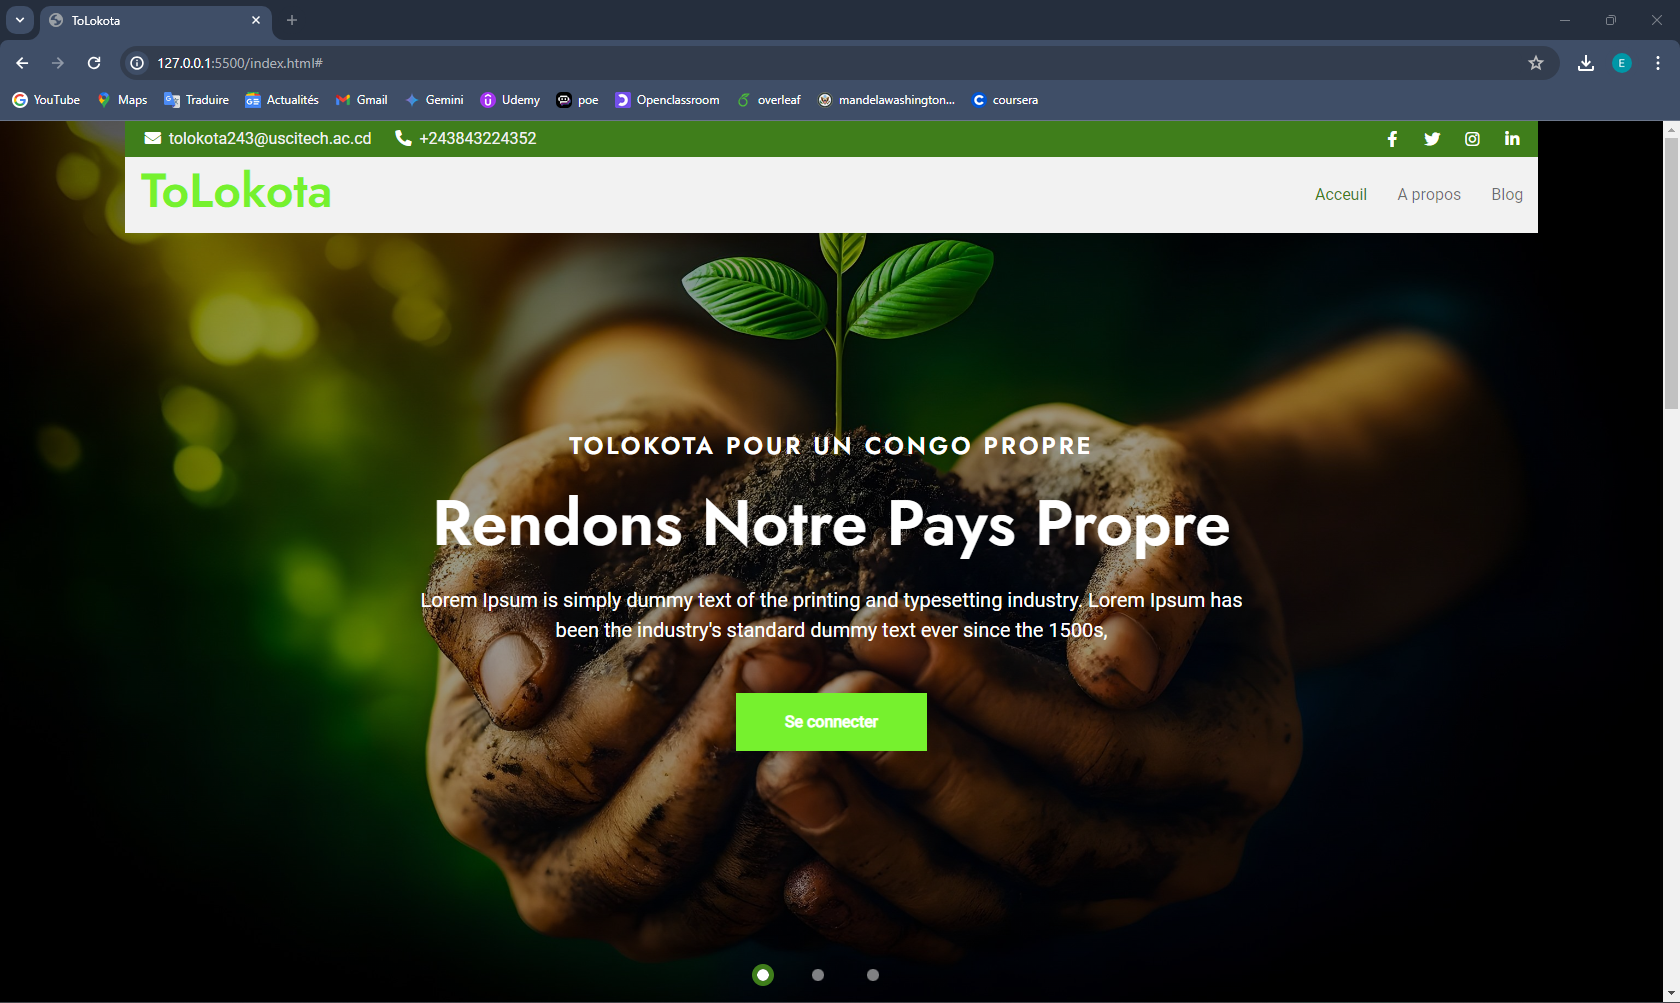 ToLokota
127.0.0.1:5500/index.html#
E
YouTube Maps Traduire Actualités Gmail Gemini Udemy poe Openclassroom overleaf mandelawashington... coursera
tolokota243@uscitech.ac.cd +243843224352
ToLokota
Acceuil A propos Blog
TOLOKOTA POUR UN CONGO PROPRE
Rendons Notre Pays Propre
Lorem Ipsum is simply dummy text of the printing and typesetting industry. Lorem Ipsum has
been the industry's standard dummy text ever since the 1500s,
Se connecter